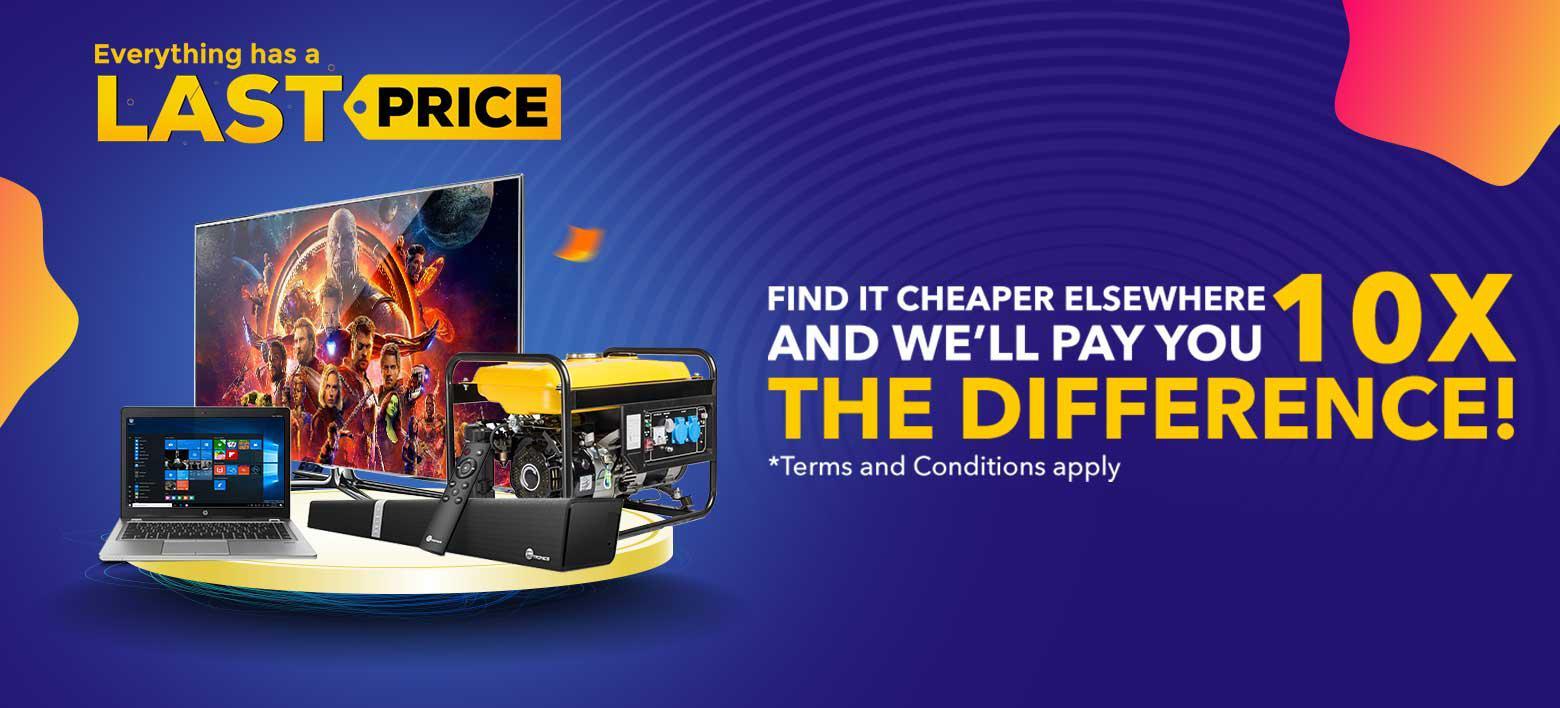 Everything has a
LAST PRICE
FIND IT CHEAPER ELSEWHERE
AND WE'LL PAY YOU 10X
THE DIFFERENCE!
*Terms and Conditions apply